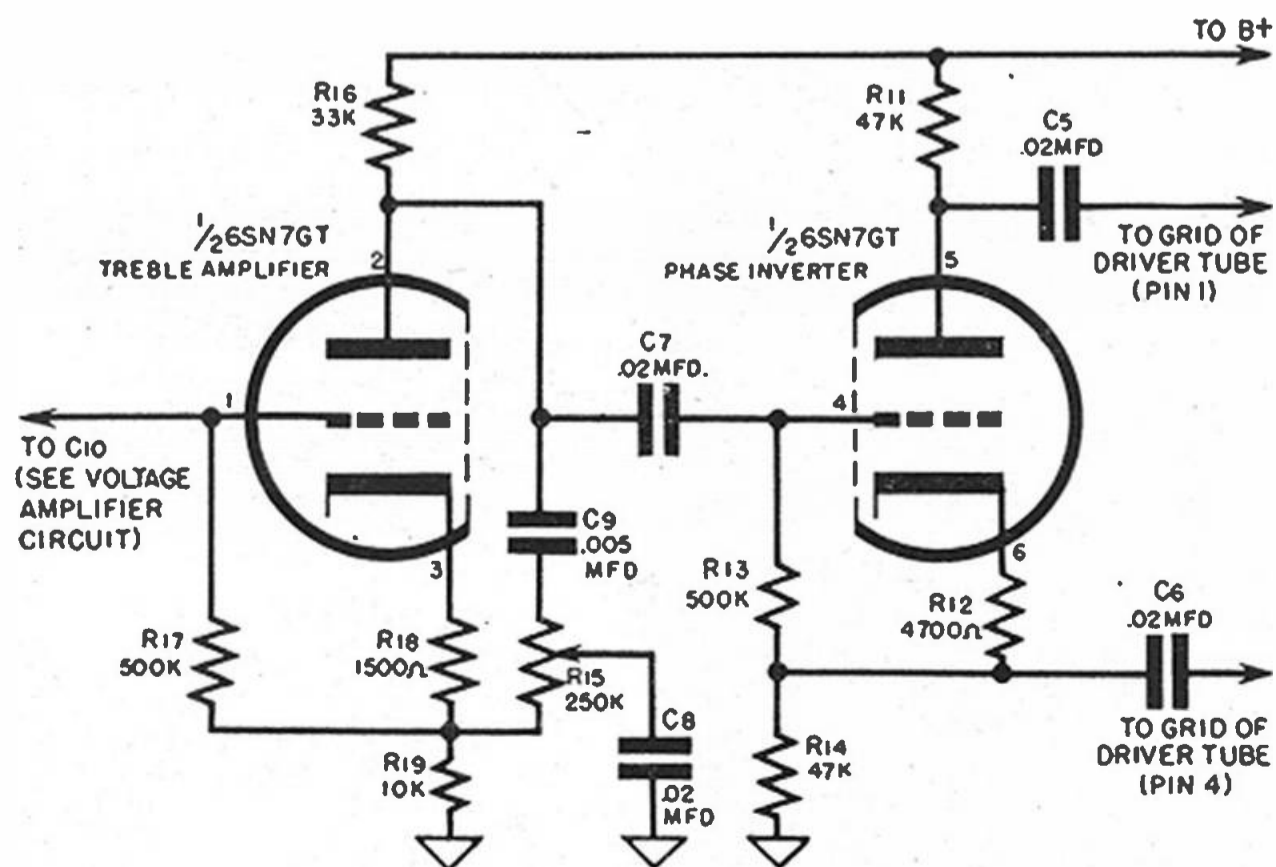 TO B+
R16
33K
R11
47K
C5
.02MFD
1/2 6SN7GT
TREBLE AMPLIFIER
2
1/2 6SN7GT
PHASE INVERTER
5
TO GRID OF
DRIVER TUBE
(PIN 1)
C7
.02MFD.
1
4
TO C10
(SEE VOLTAGE
AMPLIFIER
CIRCUIT)
C9
.005
MFD
3
6
R13
500K
R12
4700Ω
C6
.02MFD
R17
500K
R18
1500Ω
R15
250K
C8
.02
MFD
R19
10K
R14
47K
TO GRID OF
DRIVER TUBE
(PIN 4)